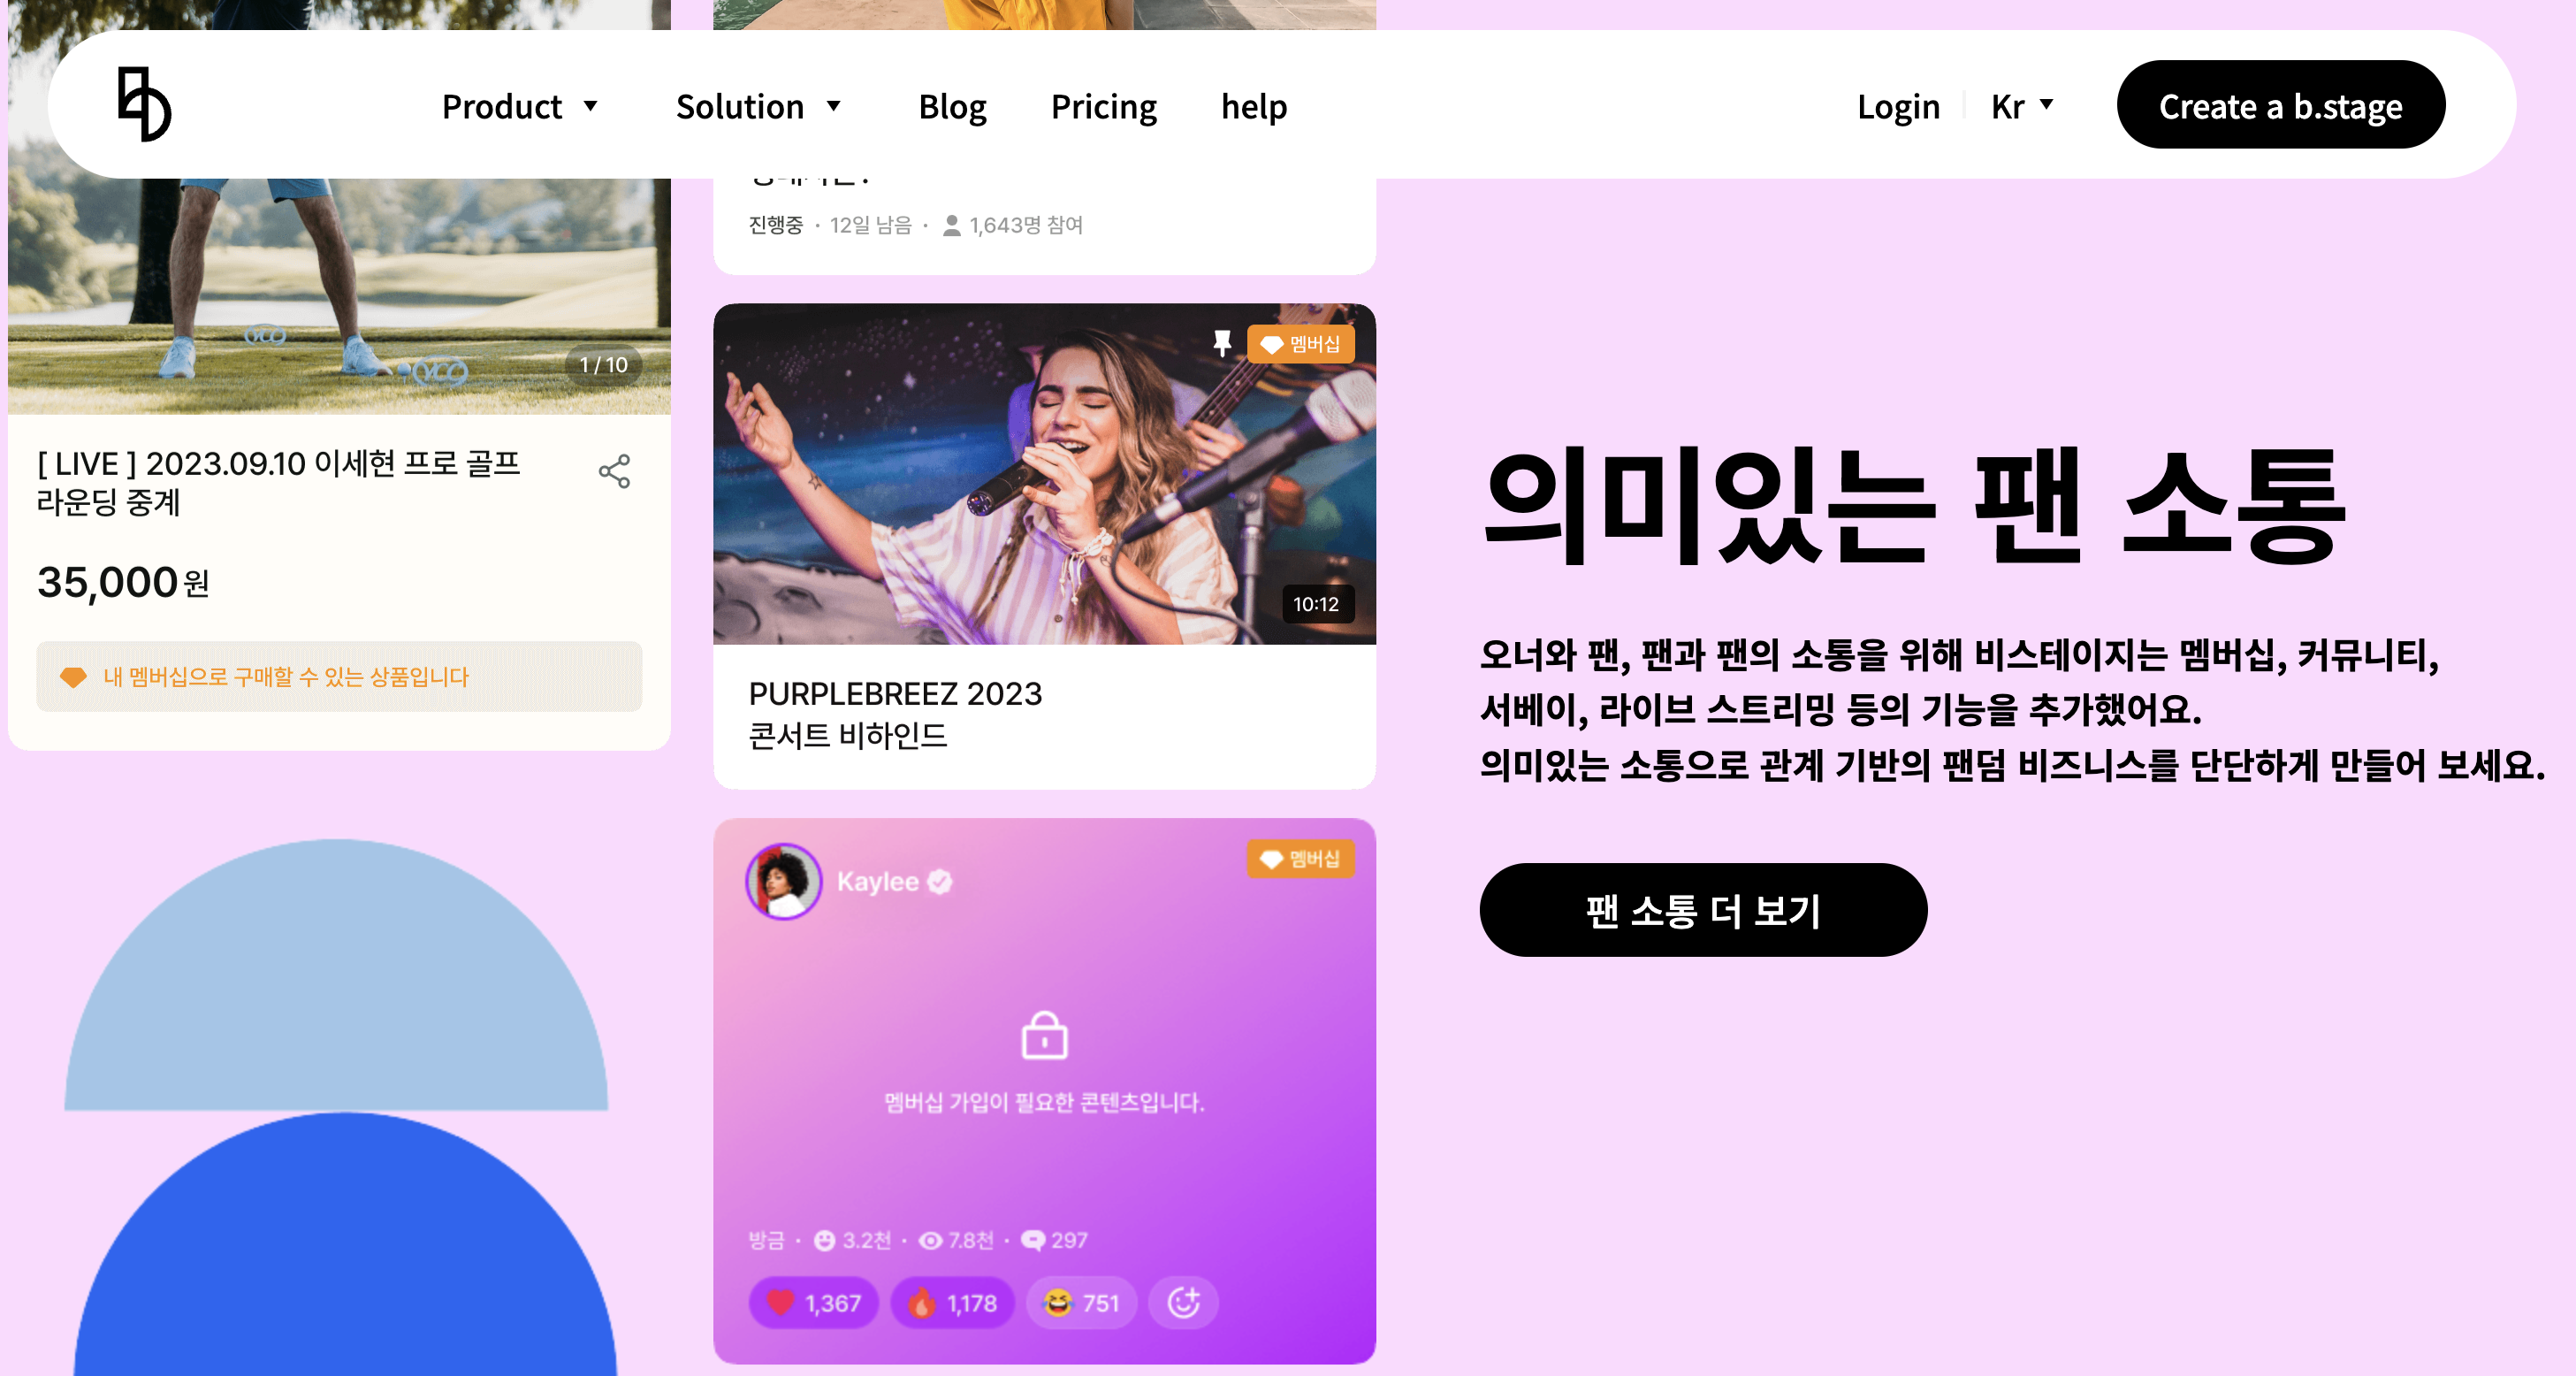 Product
Solution
Blog
Pricing
help
Login
Kr
Create a b.stage
진행중 · 12일 남음 · 1,643명 참여
1 / 10
[ LIVE ] 2023.09.10 이세현 프로 골프
라운딩 중계
35,000원
내 멤버십으로 구매할 수 있는 상품입니다
멤버십
10:12
PURPLEBREEZ 2023
콘서트 비하인드
Kaylee
멤버십
멤버십 가입이 필요한 콘텐츠입니다.
방금 · 3.2천 · 7.8천 · 297
1,367
1,178
751
의미있는 팬 소통
오너와 팬, 팬과 팬의 소통을 위해 비스테이지는 멤버십, 커뮤니티,
서베이, 라이브 스트리밍 등의 기능을 추가했어요.
의미있는 소통으로 관계 기반의 팬덤 비즈니스를 단단하게 만들어 보세요.
팬 소통 더 보기